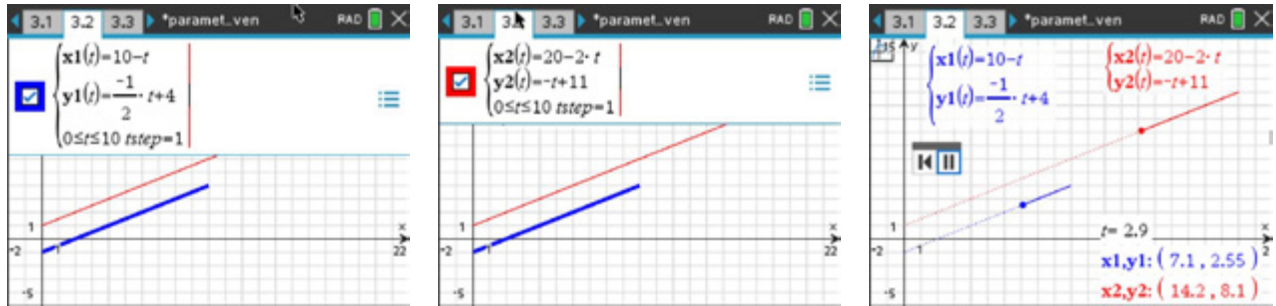 3.1 3.2 3.3 *paramet…ven RAD
x1(t)=10−t
y1(t)=-1/2·t+4
0≤t≤10 tstep=1
1
-2 1 x 22
-5
3.1 3. 3.3 *paramet…ven RAD
x2(t)=20−2·t
y2(t)=-t+11
0≤t≤10 tstep=1
1
-2 1 x 22
-5
3.1 3.2 3.3 *paramet…ven RAD
15 y
x1(t)=10−t
y1(t)=-1/2·t+4
x2(t)=20−2·t
y2(t)=-t+11
1
-2 1 x 2
t= 2.9
x1,y1: ( 7.1 , 2.55 )
-5
x2,y2: ( 14.2 , 8.1 )